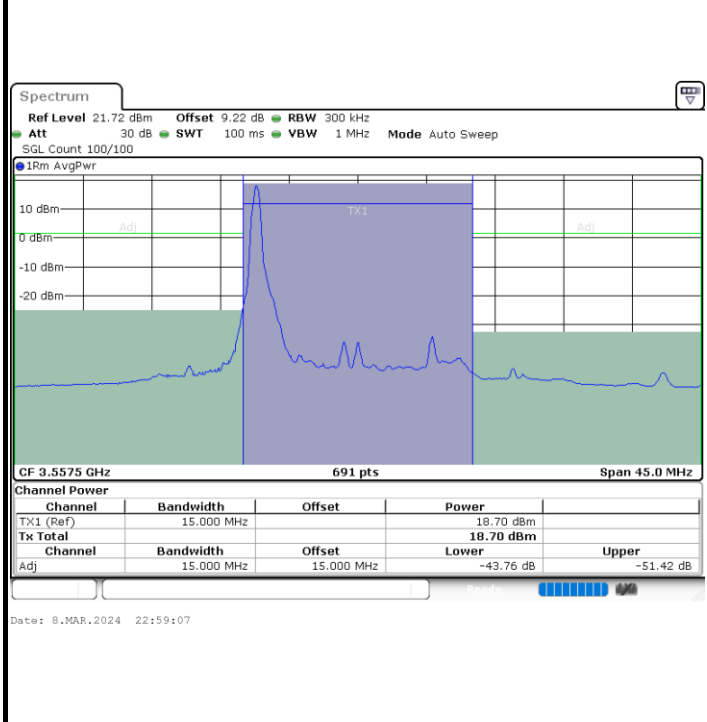 Spectrum
Ref Level 21.72 dBm Offset 9.22 dB RBW 300 kHz
Att 30 dB SWT 100 ms VBW 1 MHz Mode Auto Sweep
SGL Count 100/100
1Rm AvgPwr
10 dBm
TX1
Adj Adj
0 dBm
-10 dBm
-20 dBm
CF 3.5575 GHz 691 pts Span 45.0 MHz
Channel Power
Channel Bandwidth Offset Power
TX1 (Ref) 15.000 MHz 18.70 dBm
Tx Total 18.70 dBm
Channel Bandwidth Offset Lower Upper
Adj 15.000 MHz 15.000 MHz -43.76 dB -51.42 dB
Ready
Date: 8.MAR.2024 22:59:07